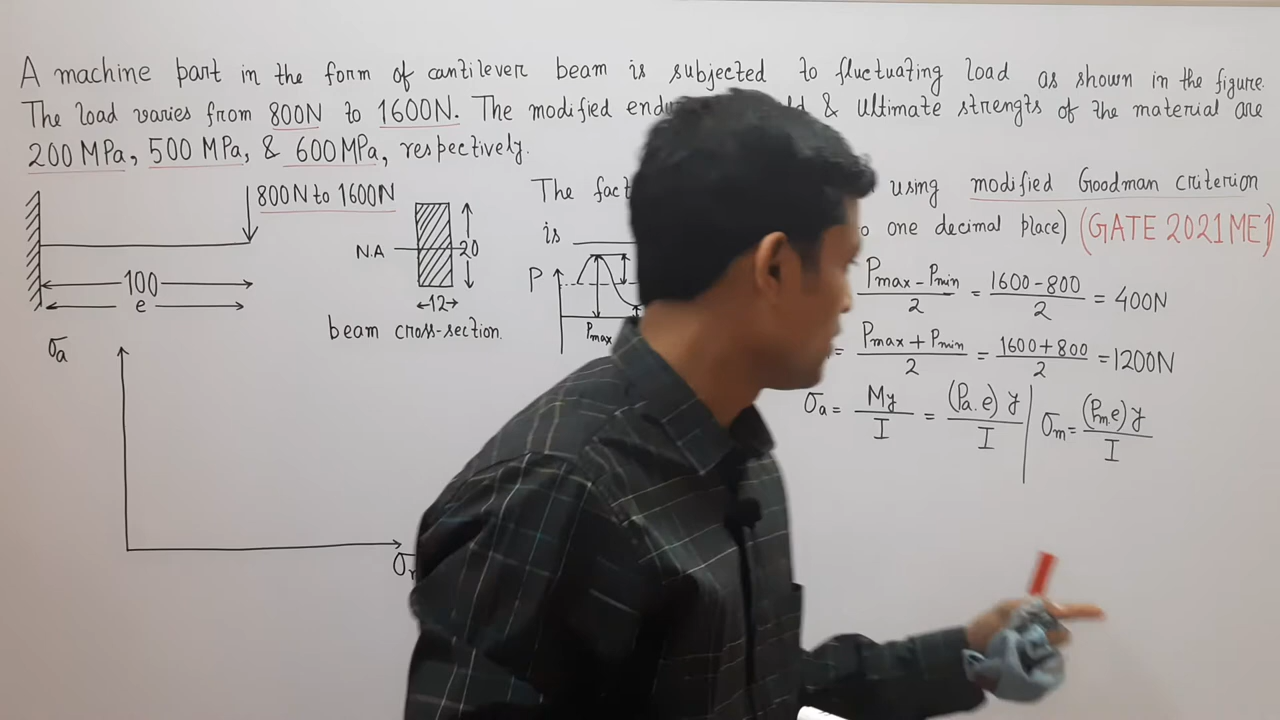 A machine part in the form of cantilever beam is subjected to fluctuating load as shown in the figure.
The load varies from 800N to 1600N. The modified & ultimate strengts of the material are
200 MPa, 500 MPa, & 600 MPa, respectively.
The using modified Goodman criterion
is one decimal place) (GATE 2021 ME1)
800N to 1600N
N.A
20
100
e
←12→
beam cross-section.
P
Pmax
Pmax - Pmin / 2 = 1600 - 800 / 2 = 400N
= Pmax + Pmin / 2 = 1600 + 800 / 2 = 1200N
σa = My / I = (Pa. e) y / I | σm = (Pm. e) y / I
σa